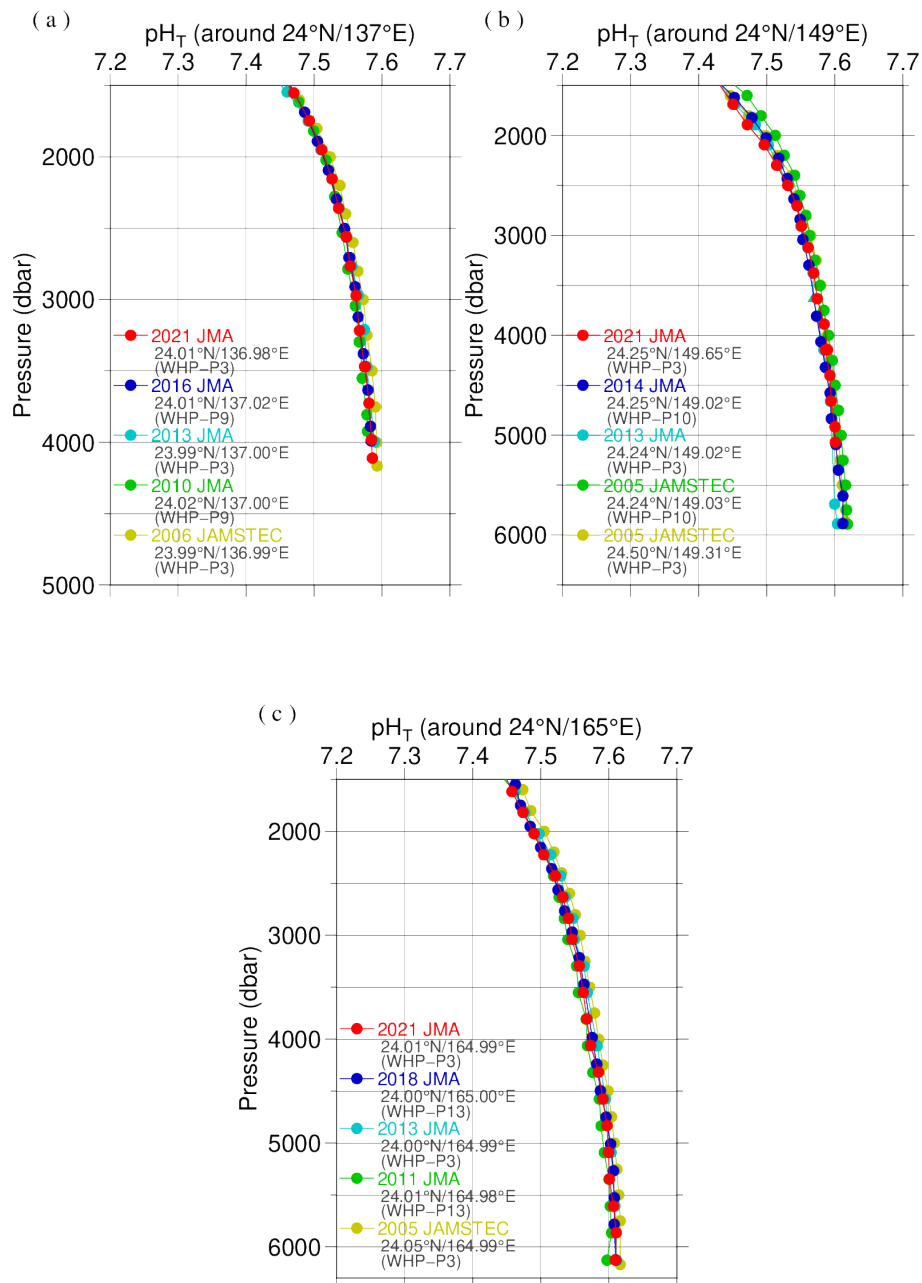 ( a )
pH_T (around 24°N/137°E)
7.2 7.3 7.4 7.5 7.6 7.7
Pressure (dbar)
2000
3000
4000
5000
2021 JMA
24.01°N/136.98°E
(WHP−P3)
2016 JMA
24.01°N/137.02°E
(WHP−P9)
2013 JMA
23.99°N/137.00°E
(WHP−P3)
2010 JMA
24.02°N/137.00°E
(WHP−P9)
2006 JAMSTEC
23.99°N/136.99°E
(WHP−P3)
( b )
pH_T (around 24°N/149°E)
7.2 7.3 7.4 7.5 7.6 7.7
Pressure (dbar)
2000
3000
4000
5000
6000
2021 JMA
24.25°N/149.65°E
(WHP−P3)
2014 JMA
24.25°N/149.02°E
(WHP−P10)
2013 JMA
24.24°N/149.02°E
(WHP−P3)
2005 JAMSTEC
24.24°N/149.03°E
(WHP−P10)
2005 JAMSTEC
24.50°N/149.31°E
(WHP−P3)
( c )
pH_T (around 24°N/165°E)
7.2 7.3 7.4 7.5 7.6 7.7
Pressure (dbar)
2000
3000
4000
5000
6000
2021 JMA
24.01°N/164.99°E
(WHP−P3)
2018 JMA
24.00°N/165.00°E
(WHP−P13)
2013 JMA
24.00°N/164.99°E
(WHP−P3)
2011 JMA
24.01°N/164.98°E
(WHP−P13)
2005 JAMSTEC
24.05°N/164.99°E
(WHP−P3)